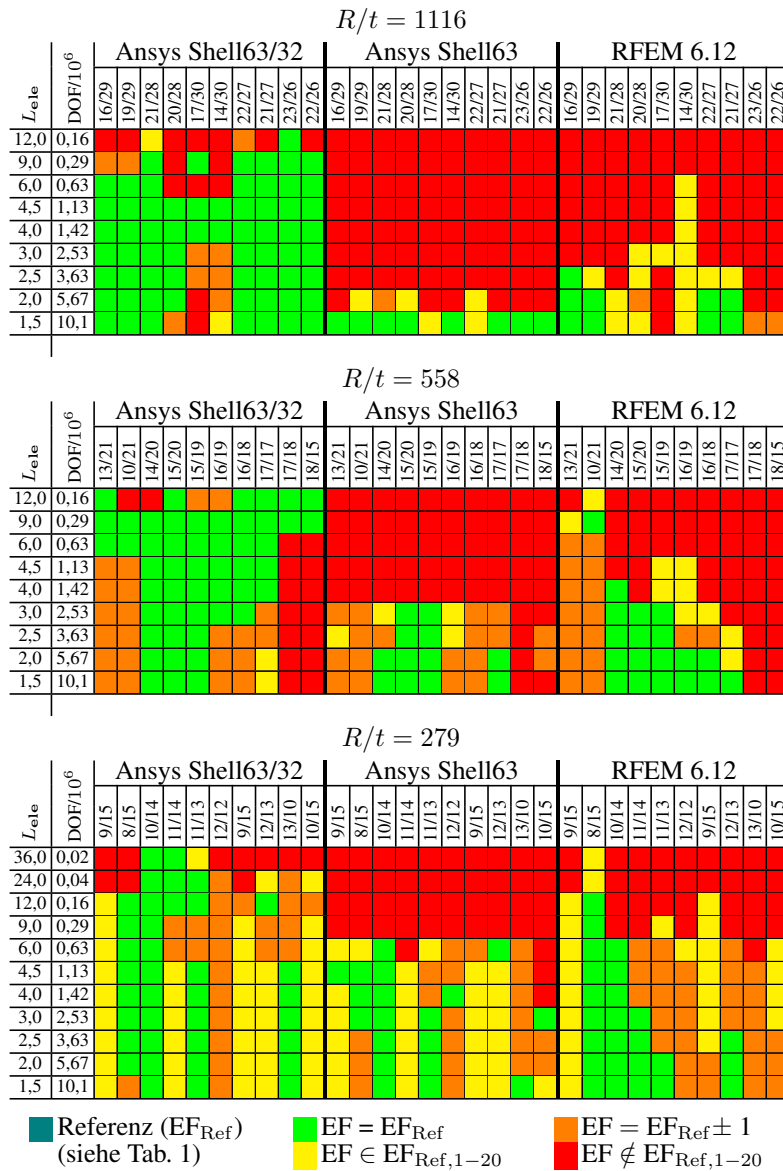 R/t = 1116
Ansys Shell63/32 Ansys Shell63 RFEM 6.12
L_ele DOF/10^6 16/29 19/29 21/28 20/28 17/30 14/30 22/27 21/27 23/26 22/26 16/29 19/29 21/28 20/28 17/30 14/30 22/27 21/27 23/26 22/26 16/29 19/29 21/28 20/28 17/30 14/30 22/27 21/27 23/26 22/26
12,0 0,16
9,0 0,29
6,0 0,63
4,5 1,13
4,0 1,42
3,0 2,53
2,5 3,63
2,0 5,67
1,5 10,1
R/t = 558
Ansys Shell63/32 Ansys Shell63 RFEM 6.12
L_ele DOF/10^6 13/21 10/21 14/20 15/20 15/19 16/19 16/18 17/17 17/18 18/15 13/21 10/21 14/20 15/20 15/19 16/19 16/18 17/17 17/18 18/15 13/21 10/21 14/20 15/20 15/19 16/19 16/18 17/17 17/18 18/15
12,0 0,16
9,0 0,29
6,0 0,63
4,5 1,13
4,0 1,42
3,0 2,53
2,5 3,63
2,0 5,67
1,5 10,1
R/t = 279
Ansys Shell63/32 Ansys Shell63 RFEM 6.12
L_ele DOF/10^6 9/15 8/15 10/14 11/14 11/13 12/12 9/15 12/13 13/10 10/15 9/15 8/15 10/14 11/14 11/13 12/12 9/15 12/13 13/10 10/15 9/15 8/15 10/14 11/14 11/13 12/12 9/15 12/13 13/10 10/15
36,0 0,02
24,0 0,04
12,0 0,16
9,0 0,29
6,0 0,63
4,5 1,13
4,0 1,42
3,0 2,53
2,5 3,63
2,0 5,67
1,5 10,1
Referenz (EF_Ref) EF = EF_Ref EF = EF_Ref ± 1
(siehe Tab. 1) EF ∈ EF_Ref,1−20 EF ∉ EF_Ref,1−20